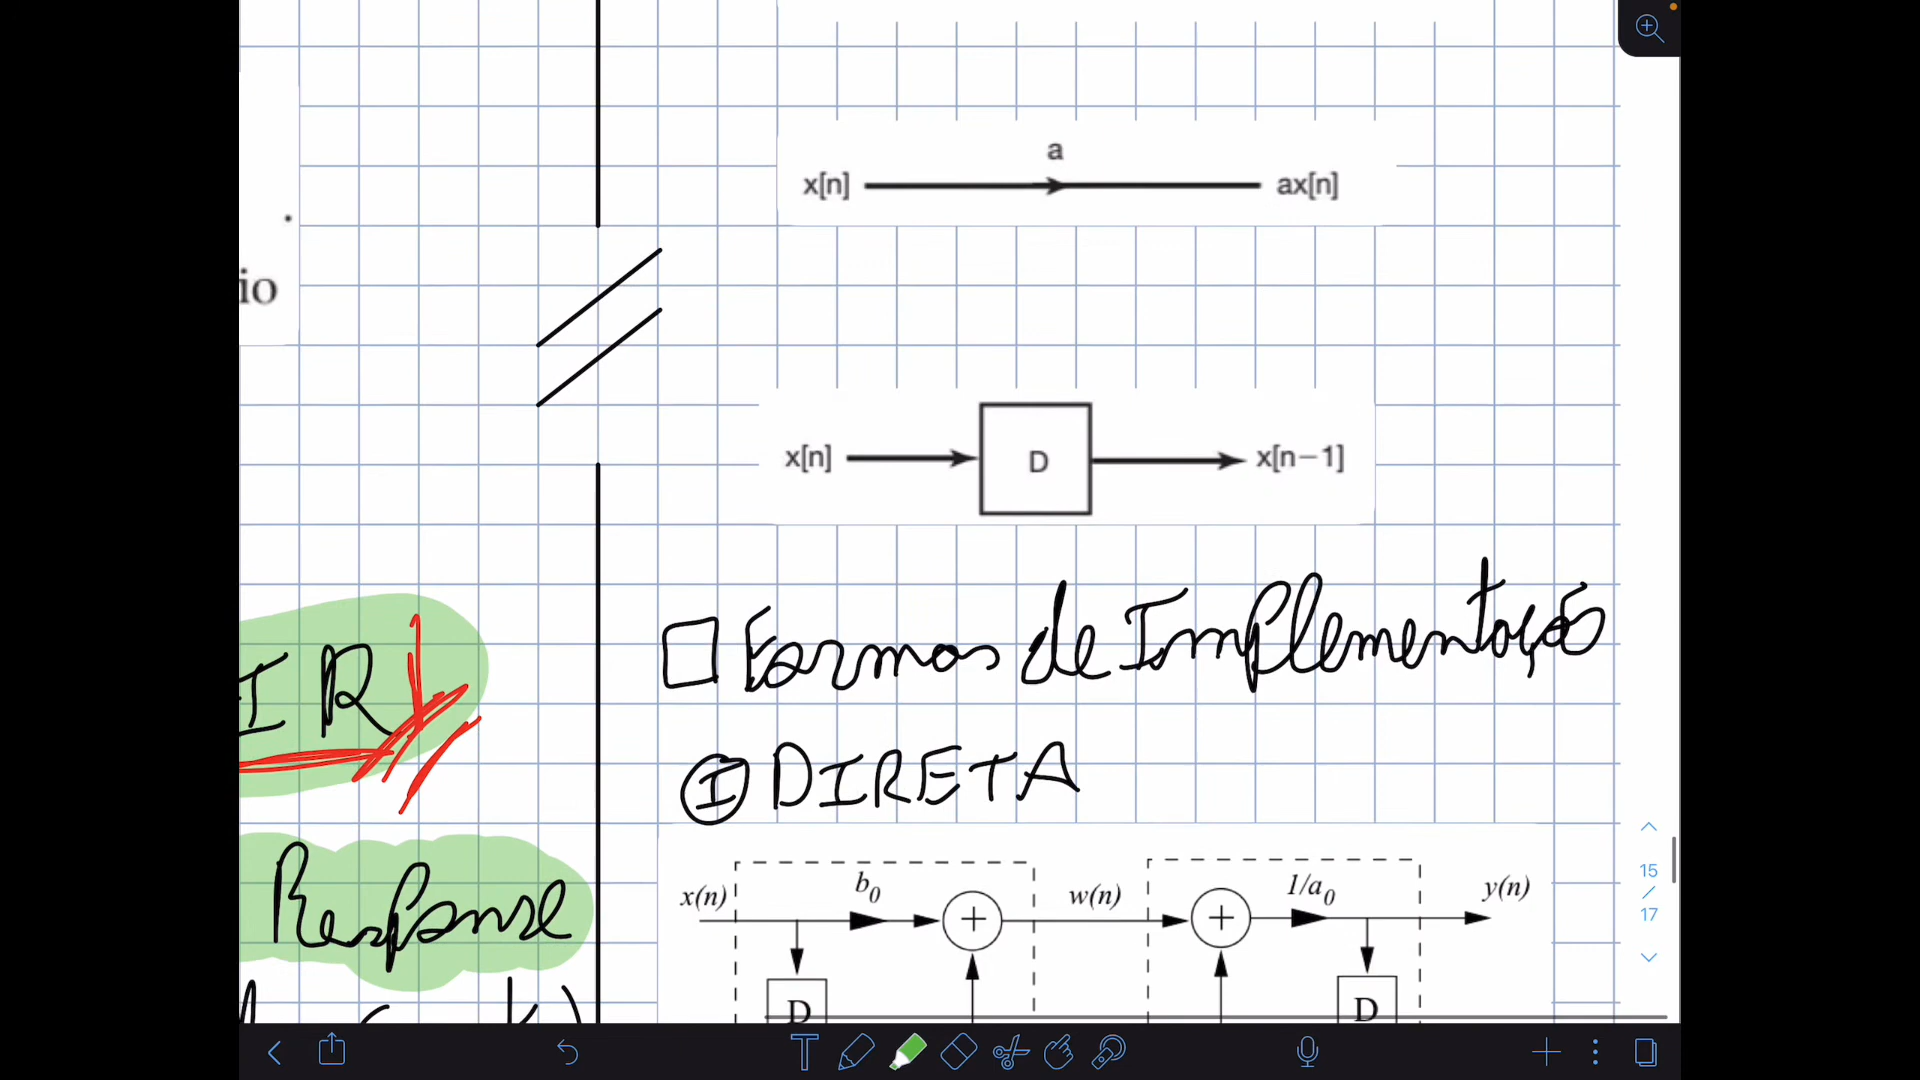 a
x[n] ax[n]
io
x[n] D x[n−1]
□ Formas de Implementação
IR
I DIRETA
Response
x(n) b0 + w(n) + 1/a0 y(n)
D D
15
/
17